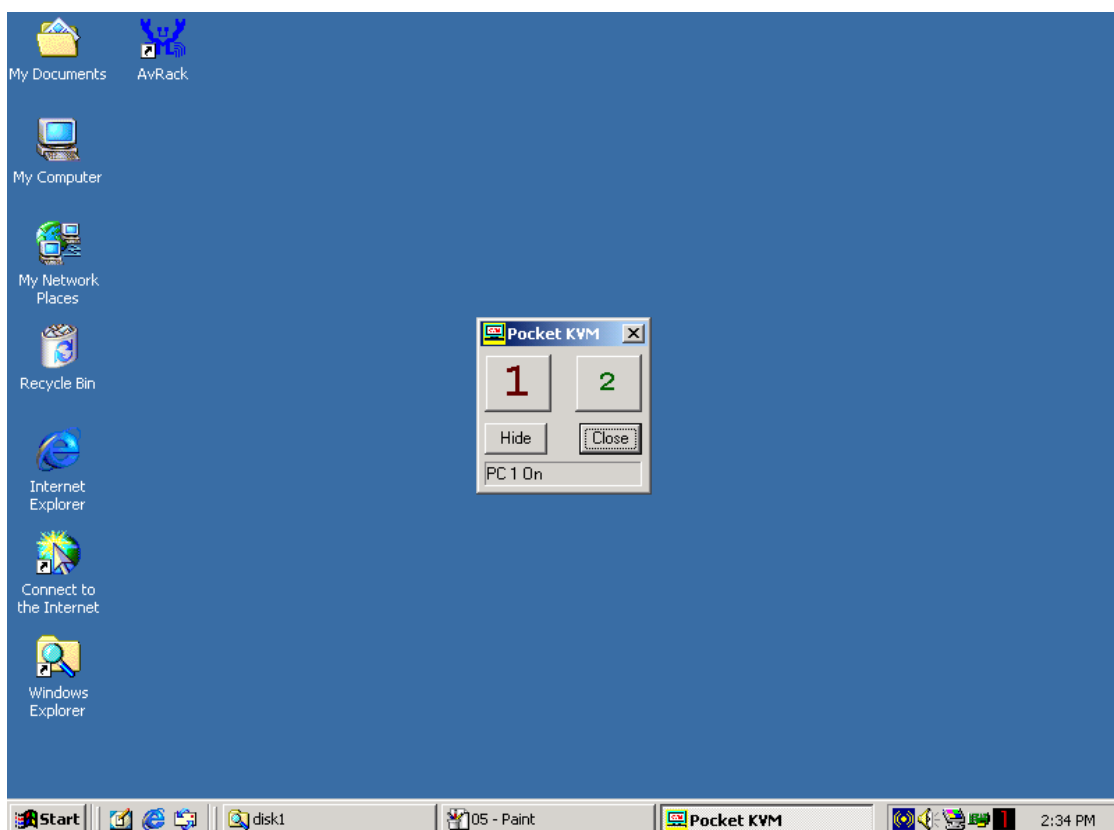 My Documents
AvRack
My Computer
My Network
Places
Recycle Bin
Internet
Explorer
Connect to
the Internet
Windows
Explorer
Pocket KVM
1
2
Hide
Close
PC 1 On
Start
disk1
05 - Paint
Pocket KVM
1
2:34 PM